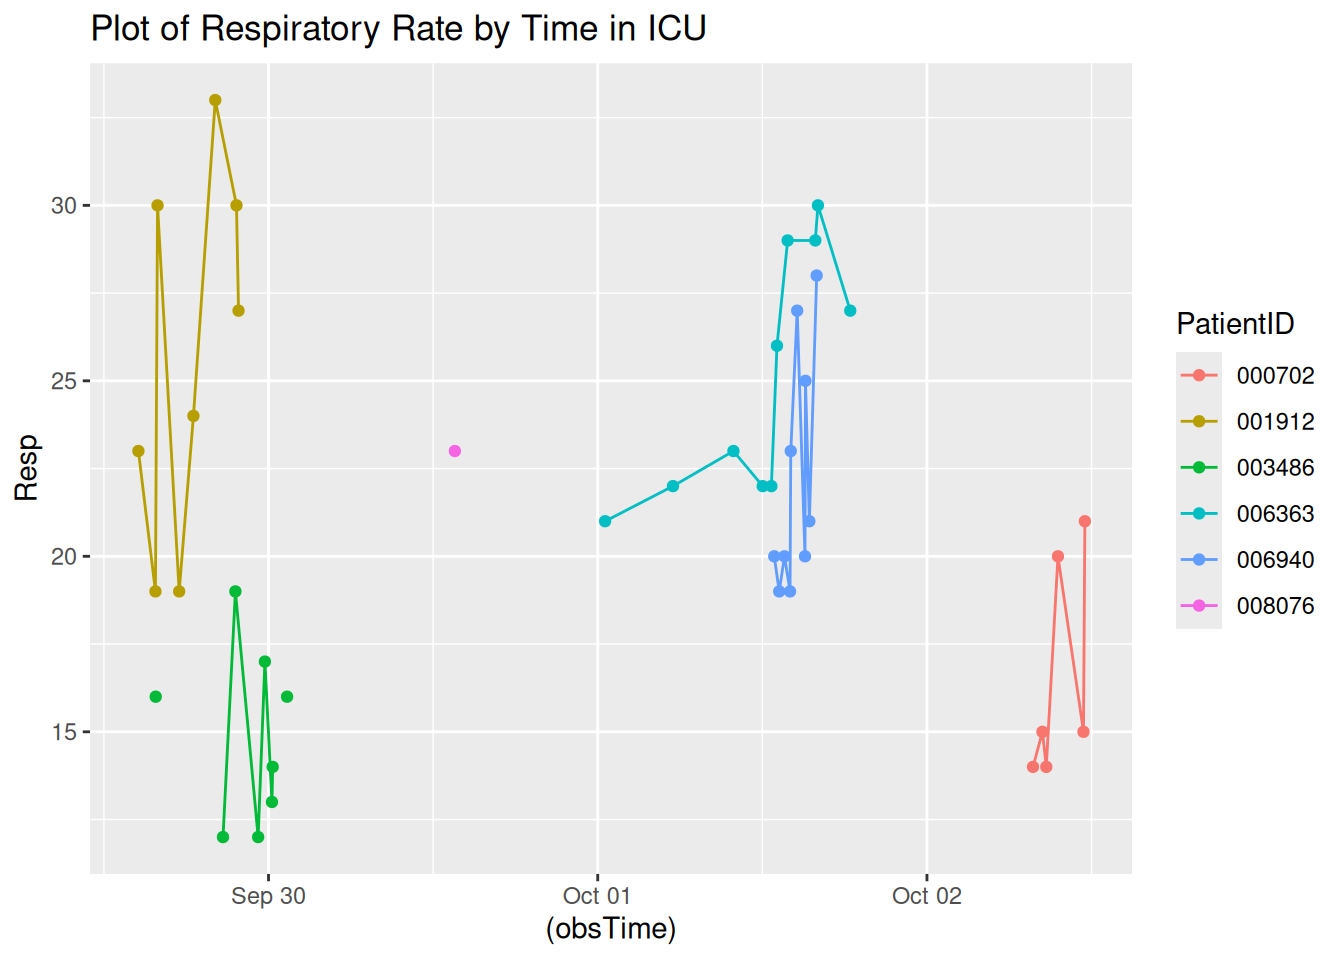 Plot of Respiratory Rate by Time in ICU
30
25
20
15
Resp
Sep 30
Oct 01
Oct 02
(obsTime)
PatientID
000702
001912
003486
006363
006940
008076